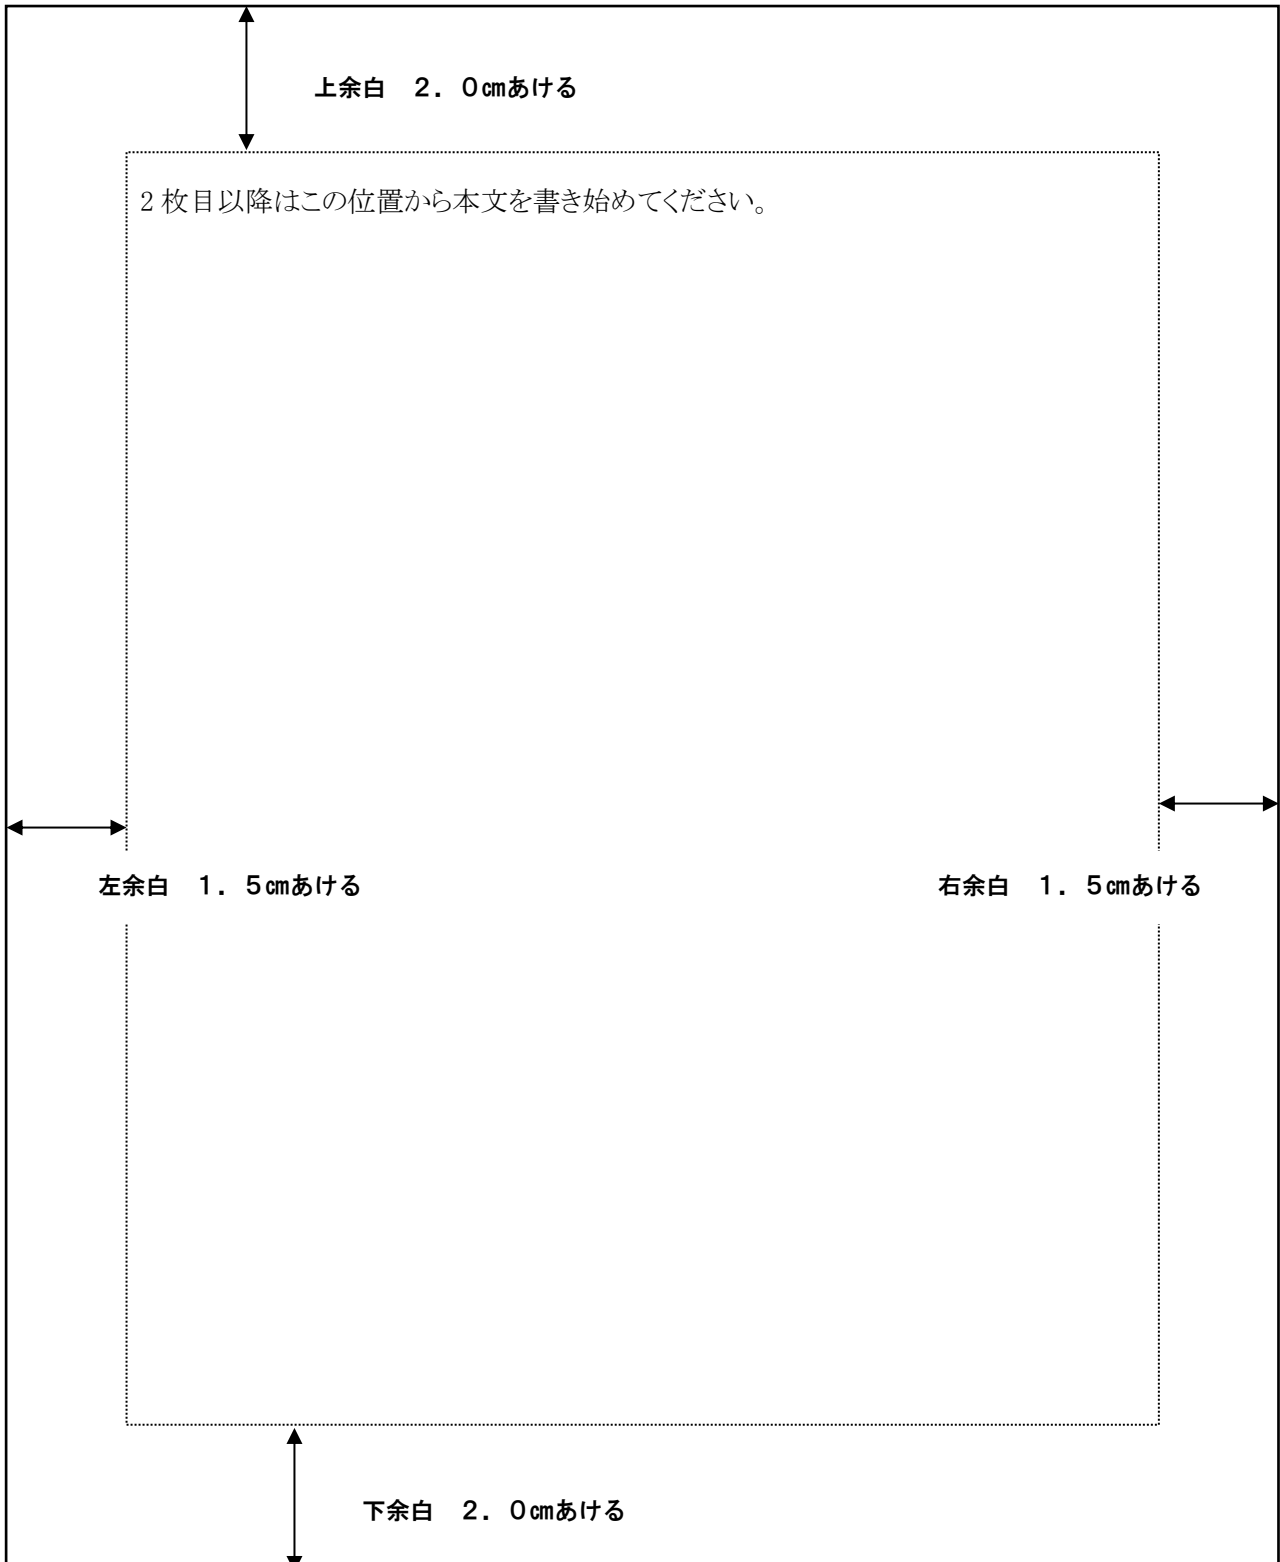 上余白　２．０㎝あける
2 枚目以降はこの位置から本文を書き始めてください。
左余白　１．５㎝あける
右余白　１．５㎝あける
下余白　２．０㎝あける